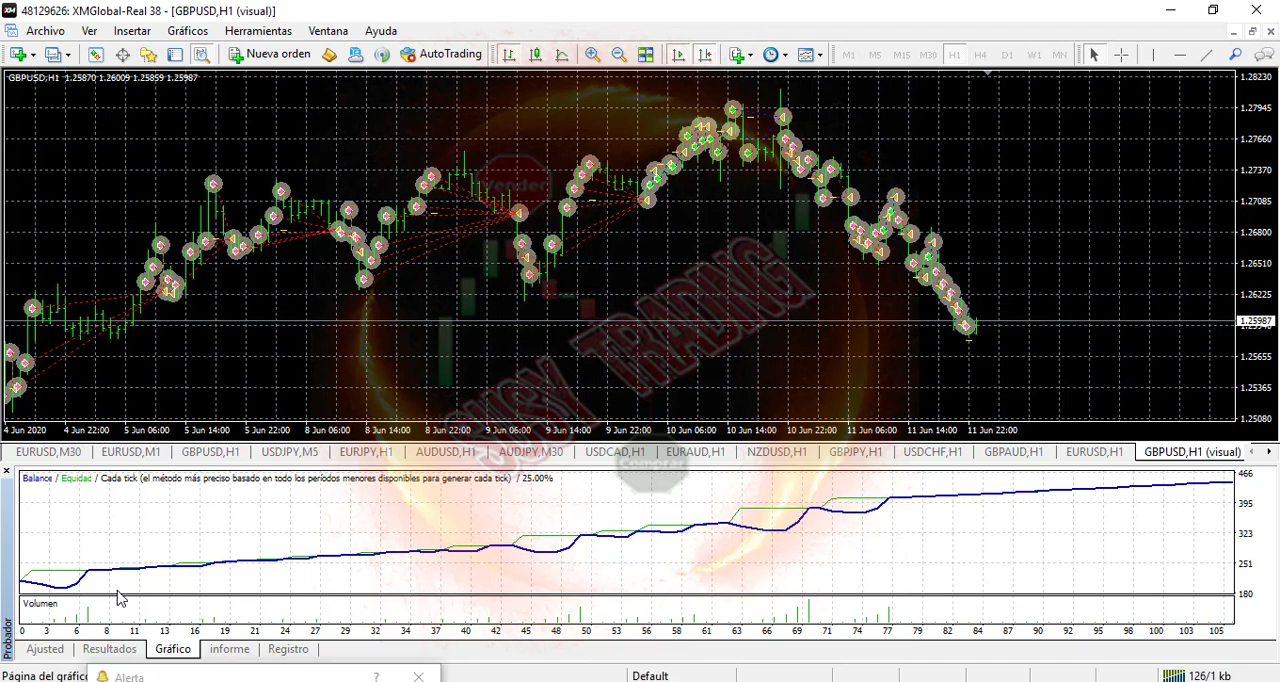 48129626: XMGlobal-Real 38 - [GBPUSD,H1 (visual)]
Archivo Ver Insertar Gráficos Herramientas Ventana Ayuda
Nueva orden AutoTrading M1 M5 M15 M30 H1 H4 D1 W1 MN
GBPUSD,H1 1.25870 1.26009 1.25859 1.25987
1.28230
1.27945
1.27660
1.27370
1.27085
1.26800
1.26510
1.26225
1.25987
1.25655
1.25365
1.25080
Vender
SUSY TRADING
Comprar
4 Jun 2020 4 Jun 22:00 5 Jun 06:00 5 Jun 14:00 5 Jun 22:00 8 Jun 06:00 8 Jun 14:00 8 Jun 22:00 9 Jun 06:00 9 Jun 14:00 9 Jun 22:00 10 Jun 06:00 10 Jun 14:00 10 Jun 22:00 11 Jun 06:00 11 Jun 14:00 11 Jun 22:00
EURUSD,M30 EURUSD,M1 GBPUSD,H1 USDJPY,M5 EURJPY,H1 AUDUSD,H1 AUDJPY,M30 USDCAD,H1 EURAUD,H1 NZDUSD,H1 GBPJPY,H1 USDCHF,H1 GBPAUD,H1 EURUSD,H1 GBPUSD,H1 (visual)
Balance / Equidad / Cada tick (el método más preciso basado en todo los períodos menores disponibles para generar cada tick) / 25.00%
466
395
323
251
180
Volumen
0 3 6 8 11 13 16 19 21 24 27 29 32 35 37 40 42 45 48 50 53 56 58 61 63 66 69 71 74 77 79 82 84 87 90 92 95 98 100 103 105
Probador
Ajusted Resultados Gráfico informe Registro
Página del gráfic Alerta ? Default 126/1 kb